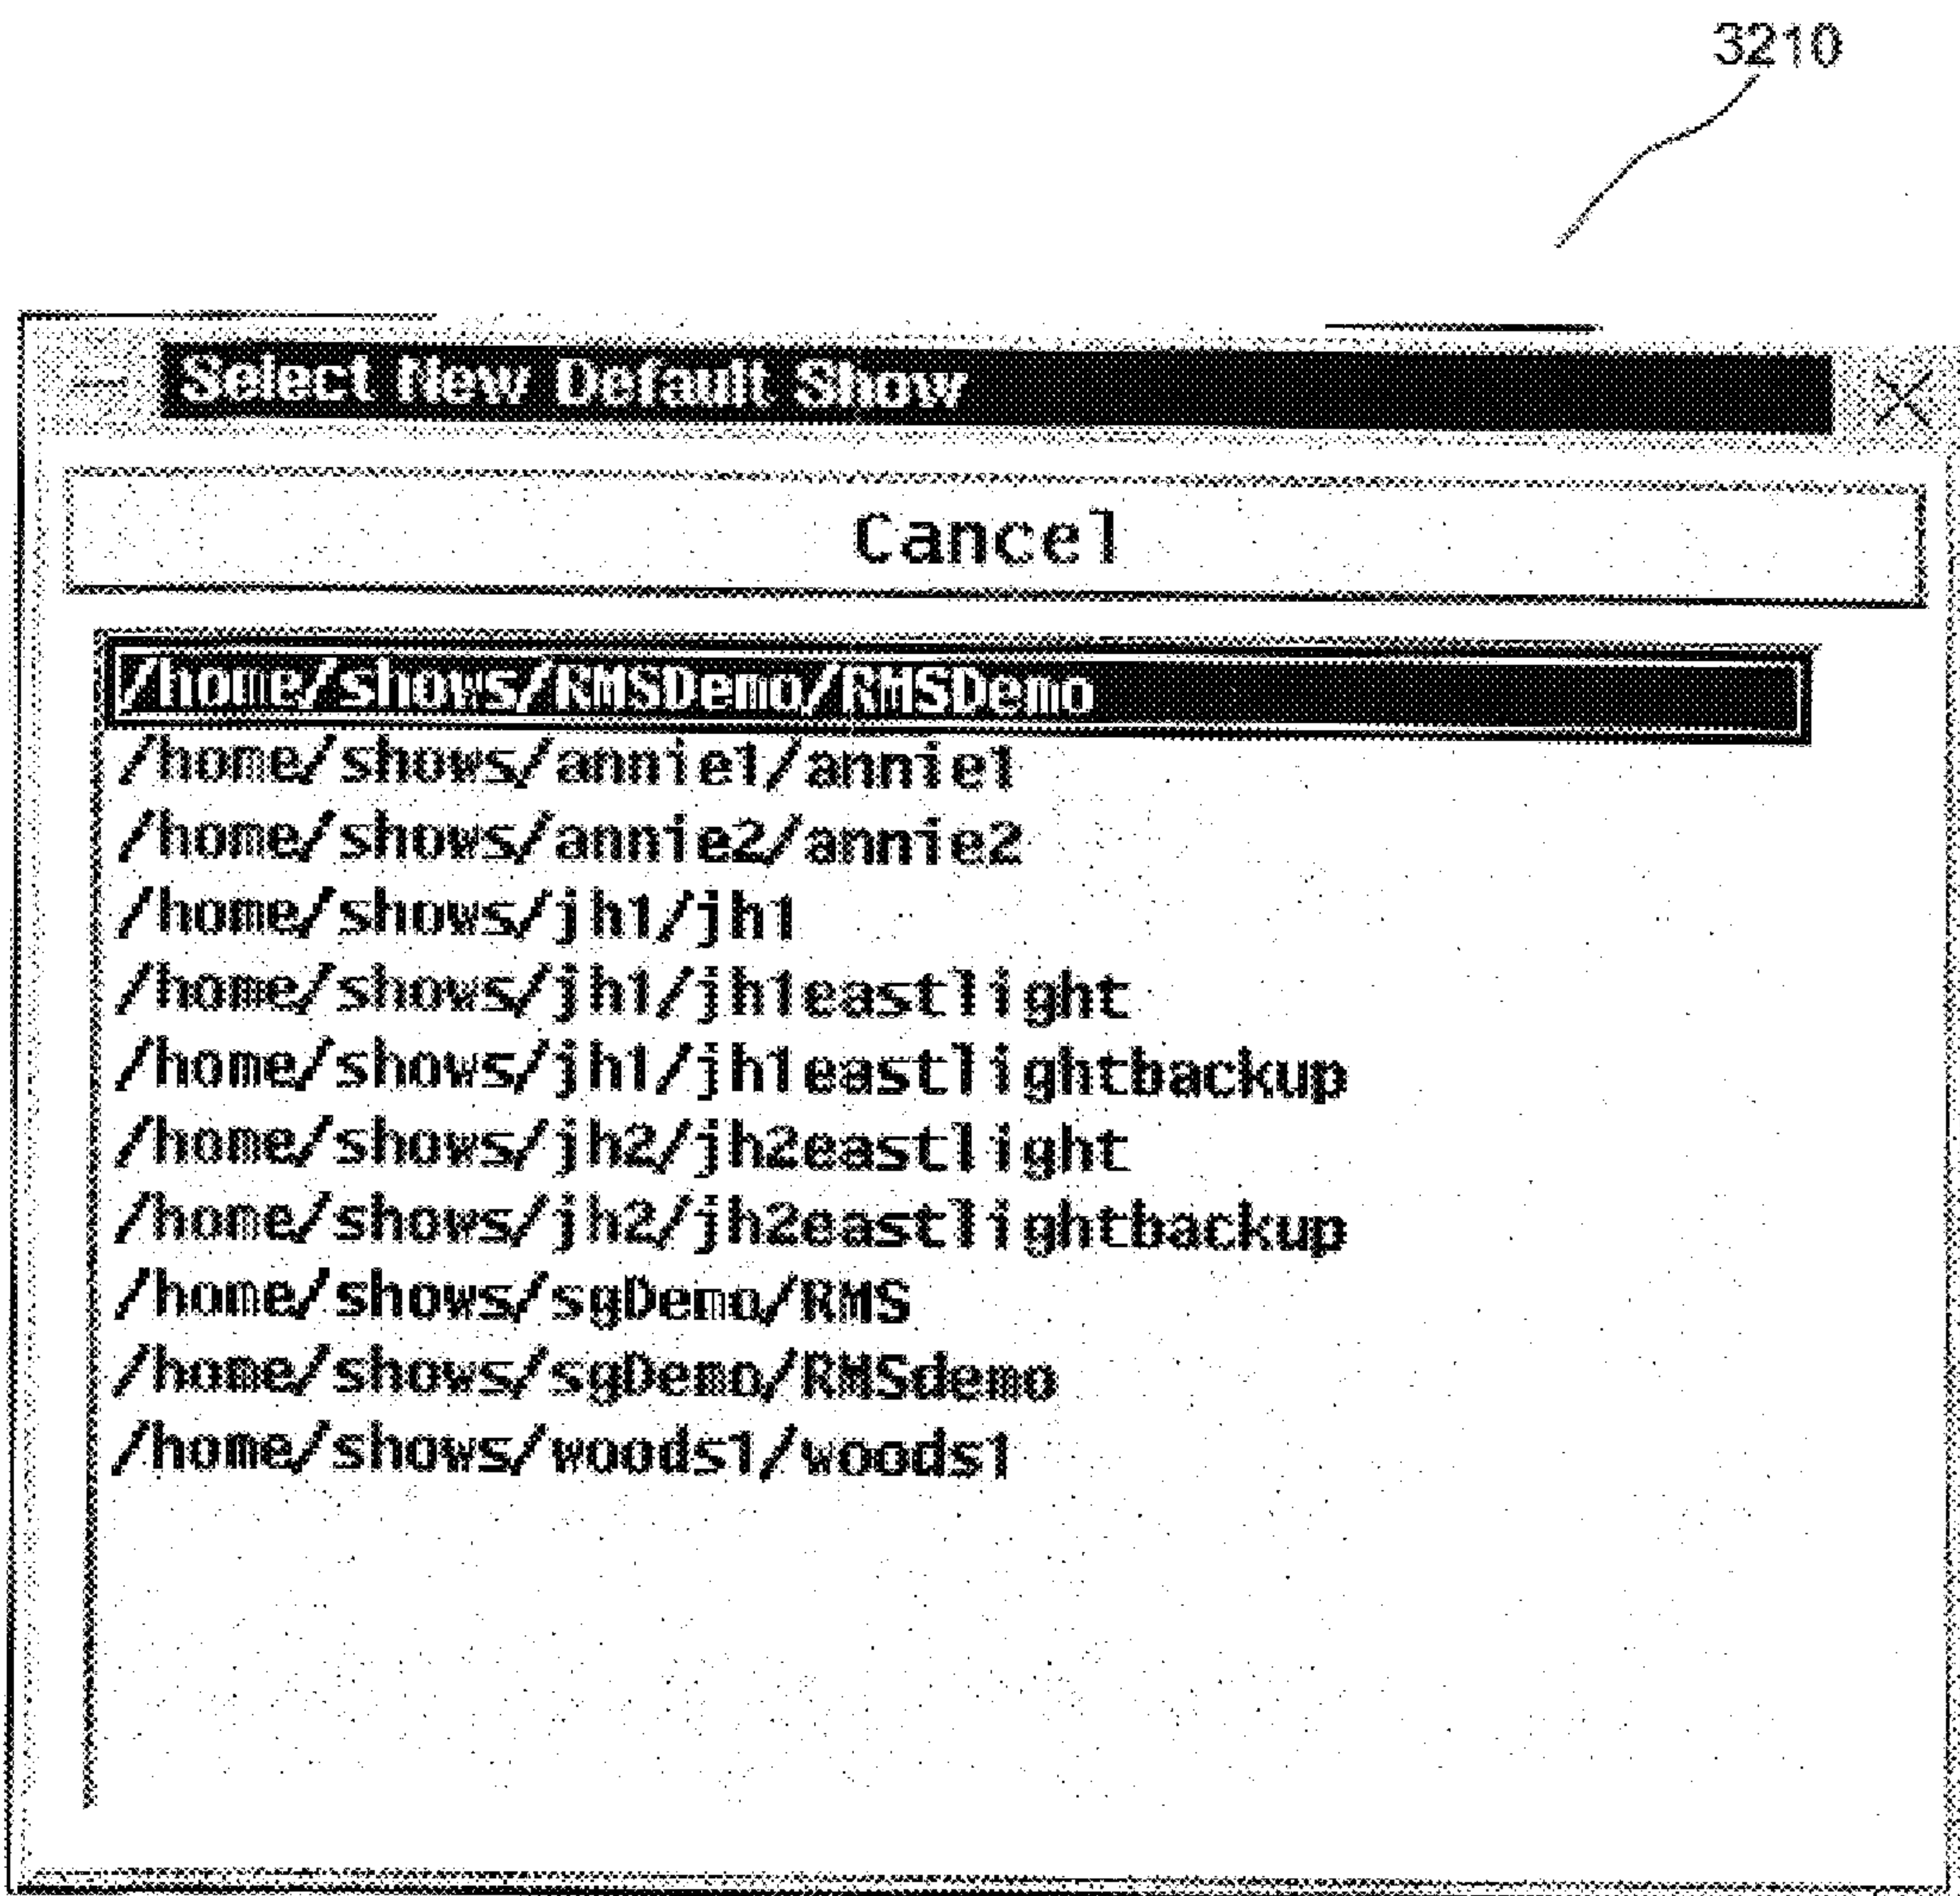 3210
Select New Default Show
Cancel
/home/shows/RMSDemo/RMSDemo
/home/shows/annie1/annie1
/home/shows/annie2/annie2
/home/shows/jh1/jh1
/home/shows/jh1/jh1eastlight
/home/shows/jh1/jh1eastlightbackup
/home/shows/jh2/jh2eastlight
/home/shows/jh2/jh2eastlightbackup
/home/shows/sgDemo/RMS
/home/shows/sgDemo/RMSdemo
/home/shows/woods1/woods1